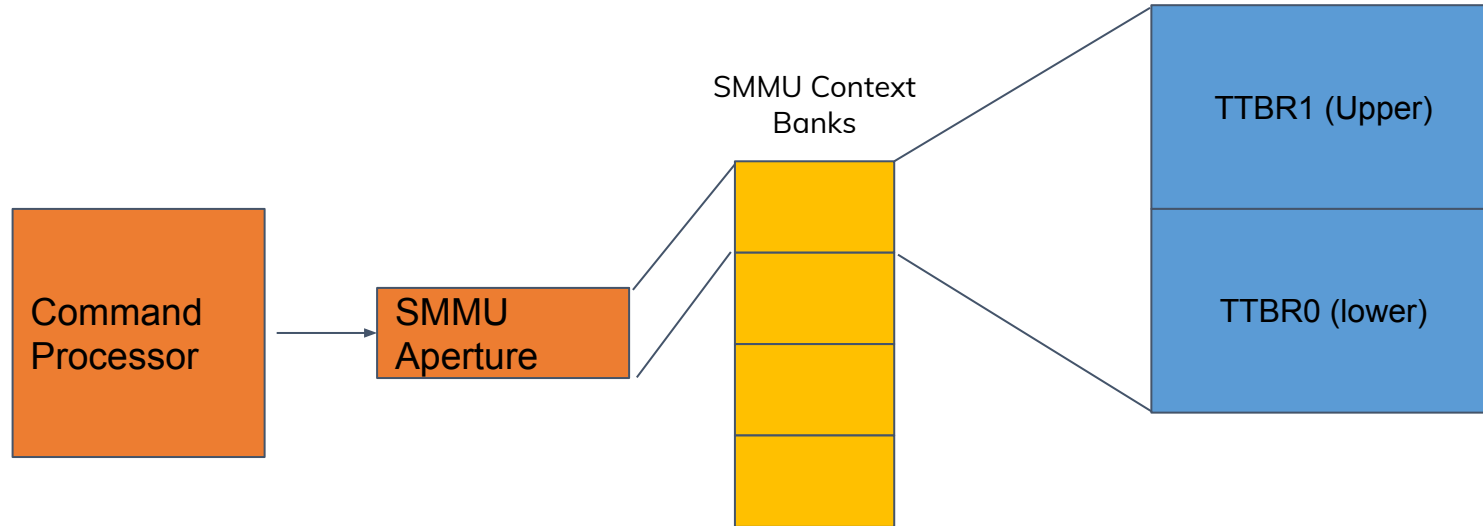 Command
Processor
SMMU
Aperture
SMMU Context
Banks
TTBR1 (Upper)
TTBR0 (lower)